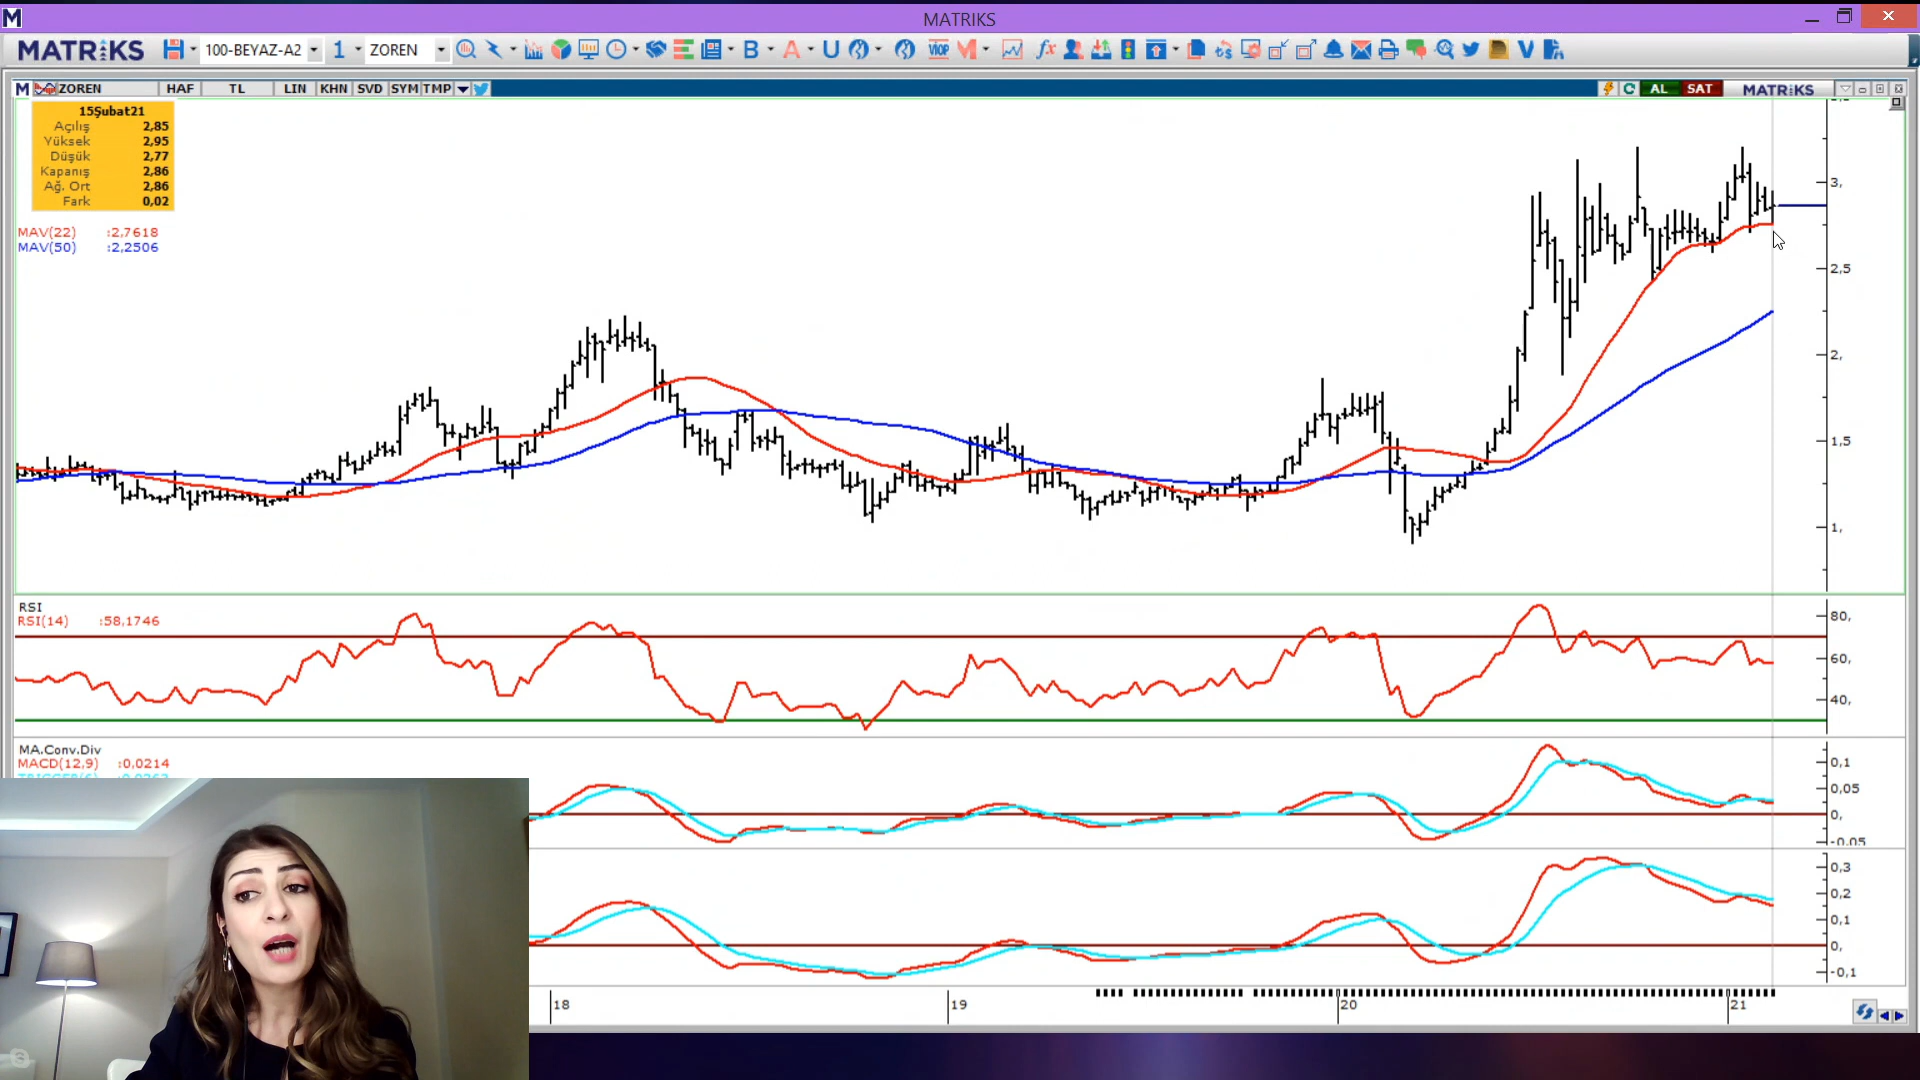 MATRIKS
MATRIKS 100-BEYAZ-A2 1 ZOREN B A U VIOP M fx V
ZOREN HAF TL LIN KHN SVD SYM TMP AL SAT MATRIKS
15Şubat21
Açılış 2,85
Yüksek 2,95
Düşük 2,77
Kapanış 2,86
Ağ. Ort 2,86
Fark 0,02
MAV(22) :2,7618
MAV(50) :2,2506
3,
2,5
2,
1,5
1,
RSI
RSI(14) :58,1746
80,
60,
40,
MA.Conv.Div
MACD(12,9) :0,0214
0,1
0,05
0,
-0,05
0,3
0,2
0,1
0,
-0,1
18 19 20 21